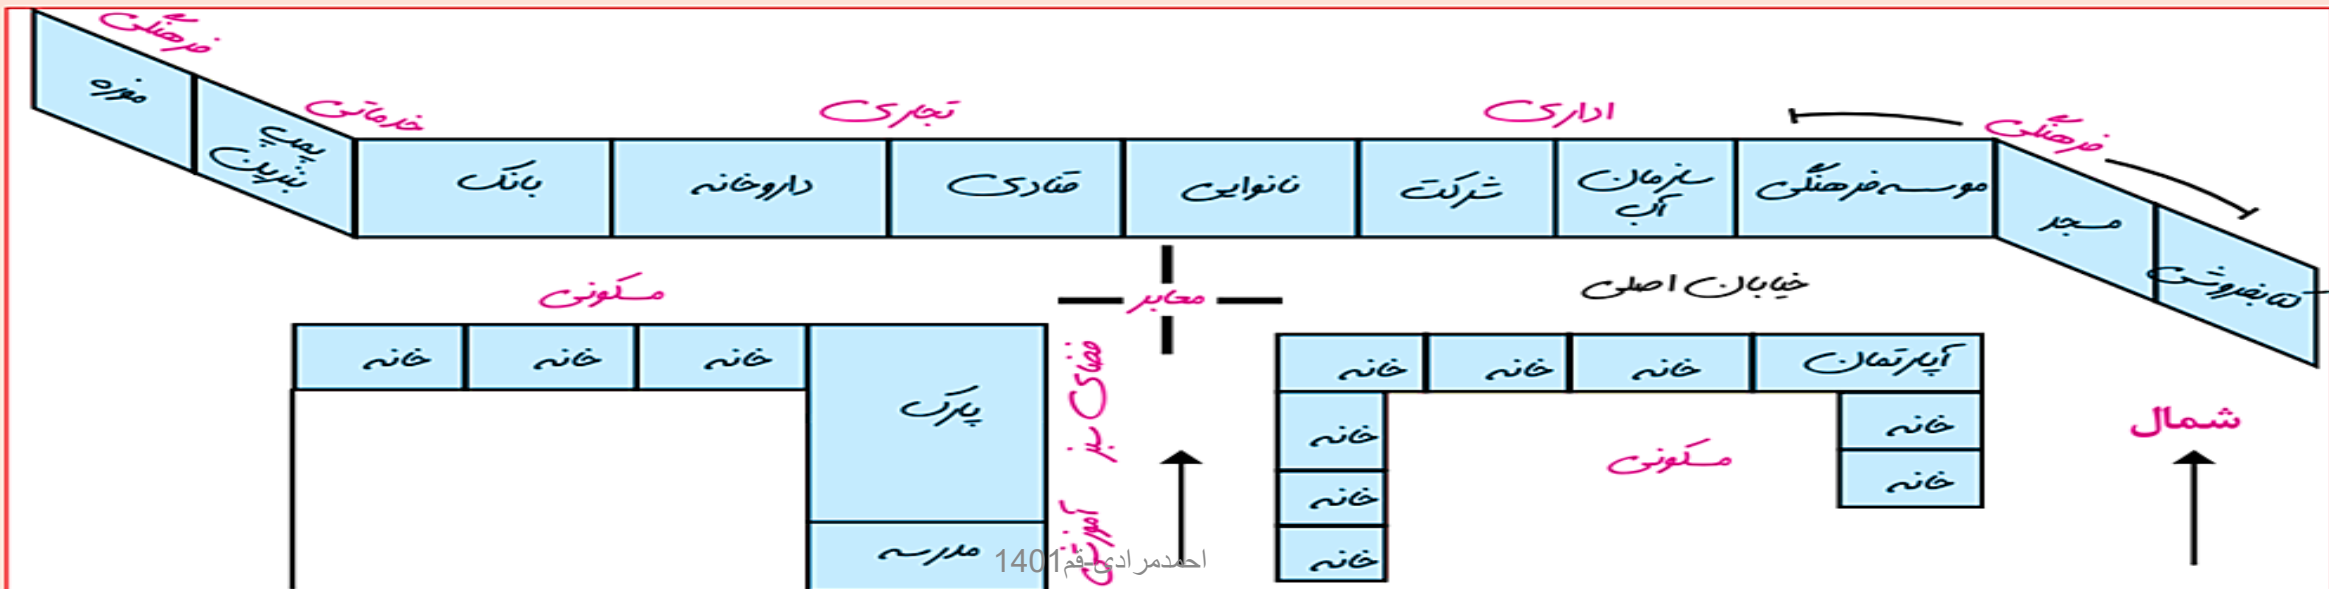 فرهنگی
موزه
خدماتی
پمپ
بنزین
تجاری
اداری
فرهنگی
بانک
داروخانه
قنادی
نانوایی
شرکت
سازمان
آب
موسسه فرهنگی
مسجد
کتابفروشی
مسکونی
معابر
خیابان اصلی
خانه
خانه
خانه
پارک
فضای سبز
خانه
خانه
خانه
آپارتمان
خانه
خانه
خانه
مسکونی
خانه
خانه
شمال
مدرسه
آموزشی
احمدمرادی-قم1401